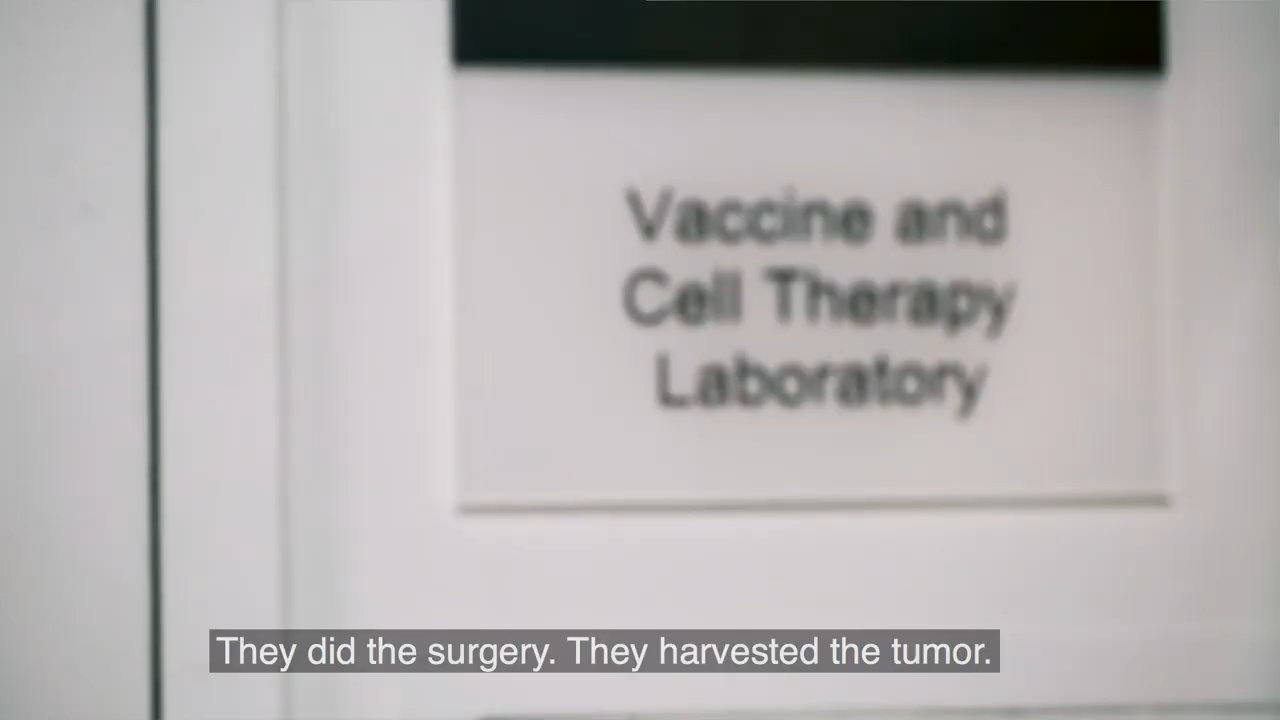 Vaccine and
Cell Therapy
Laboratory
They did the surgery. They harvested the tumor.